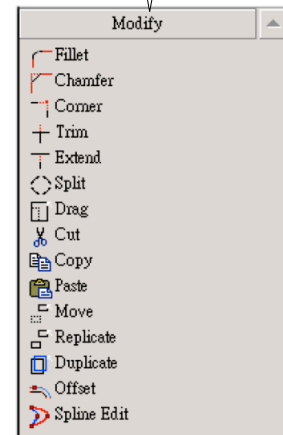 Modify
Fillet
Chamfer
Corner
Trim
Extend
Split
Drag
Cut
Copy
Paste
Move
Replicate
Duplicate
Offset
Spline Edit